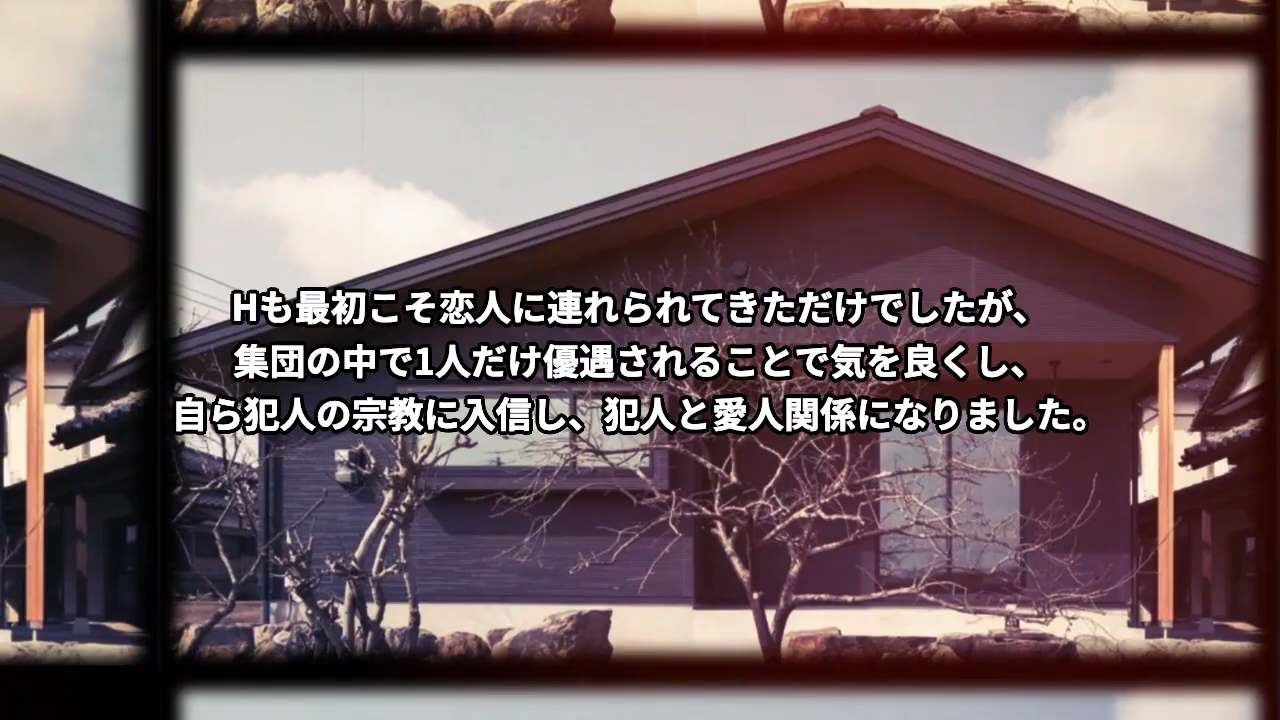 Hも最初こそ恋人に連れられてきただけでしたが、
集団の中で1人だけ優遇されることで気を良くし、
自ら犯人の宗教に入信し、犯人と愛人関係になりました。